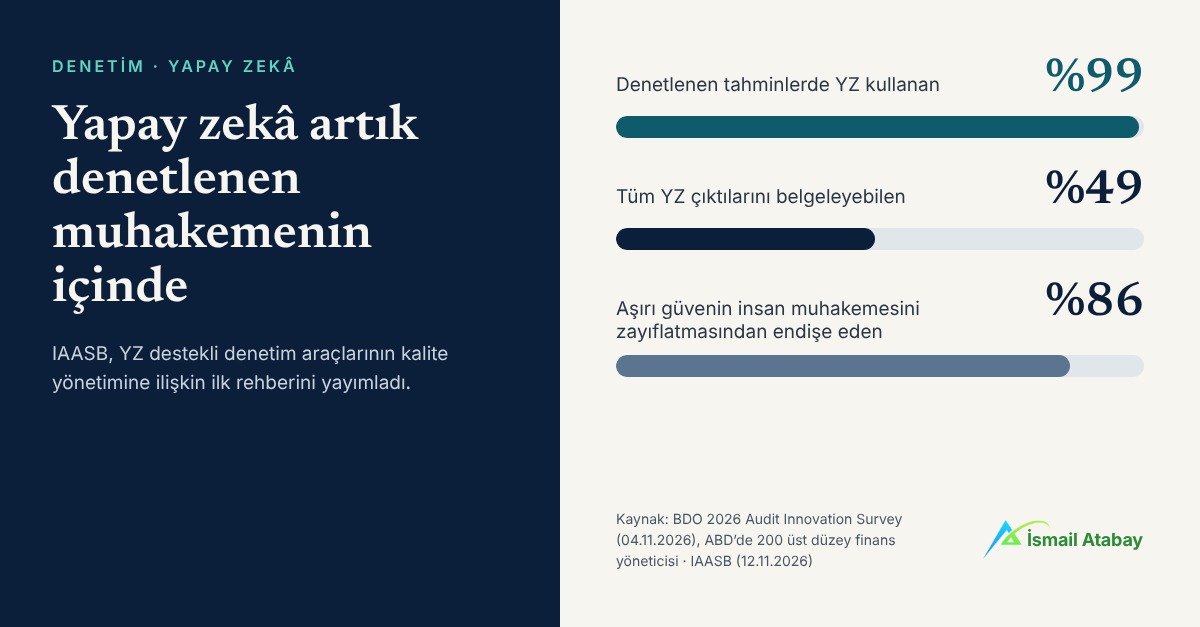 DENETİM · YAPAY ZEKÂ
Yapay zekâ artık
denetlenen
muhakemenin
içinde
IAASB, YZ destekli denetim araçlarının kalite
yönetimine ilişkin ilk rehberini yayımladı.
Denetlenen tahminlerde YZ kullanan
%99
Tüm YZ çıktılarını belgeleyebilen
%49
Aşırı güvenin insan muhakemesini
zayıflatmasından endişe eden
%86
Kaynak: BDO 2026 Audit Innovation Survey
(04.11.2026), ABD’de 200 üst düzey finans
yöneticisi · IAASB (12.11.2026)
İsmail Atabay